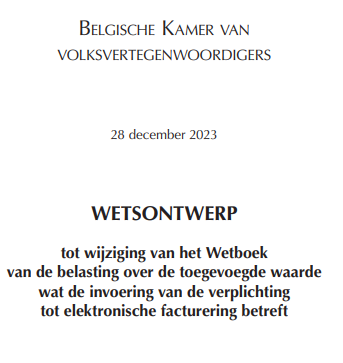 Belgische Kamer van
volksvertegenwoordigers
28 december 2023
WETSONTWERP
tot wijziging van het Wetboek
van de belasting over de toegevoegde waarde
wat de invoering van de verplichting
tot elektronische facturering betreft